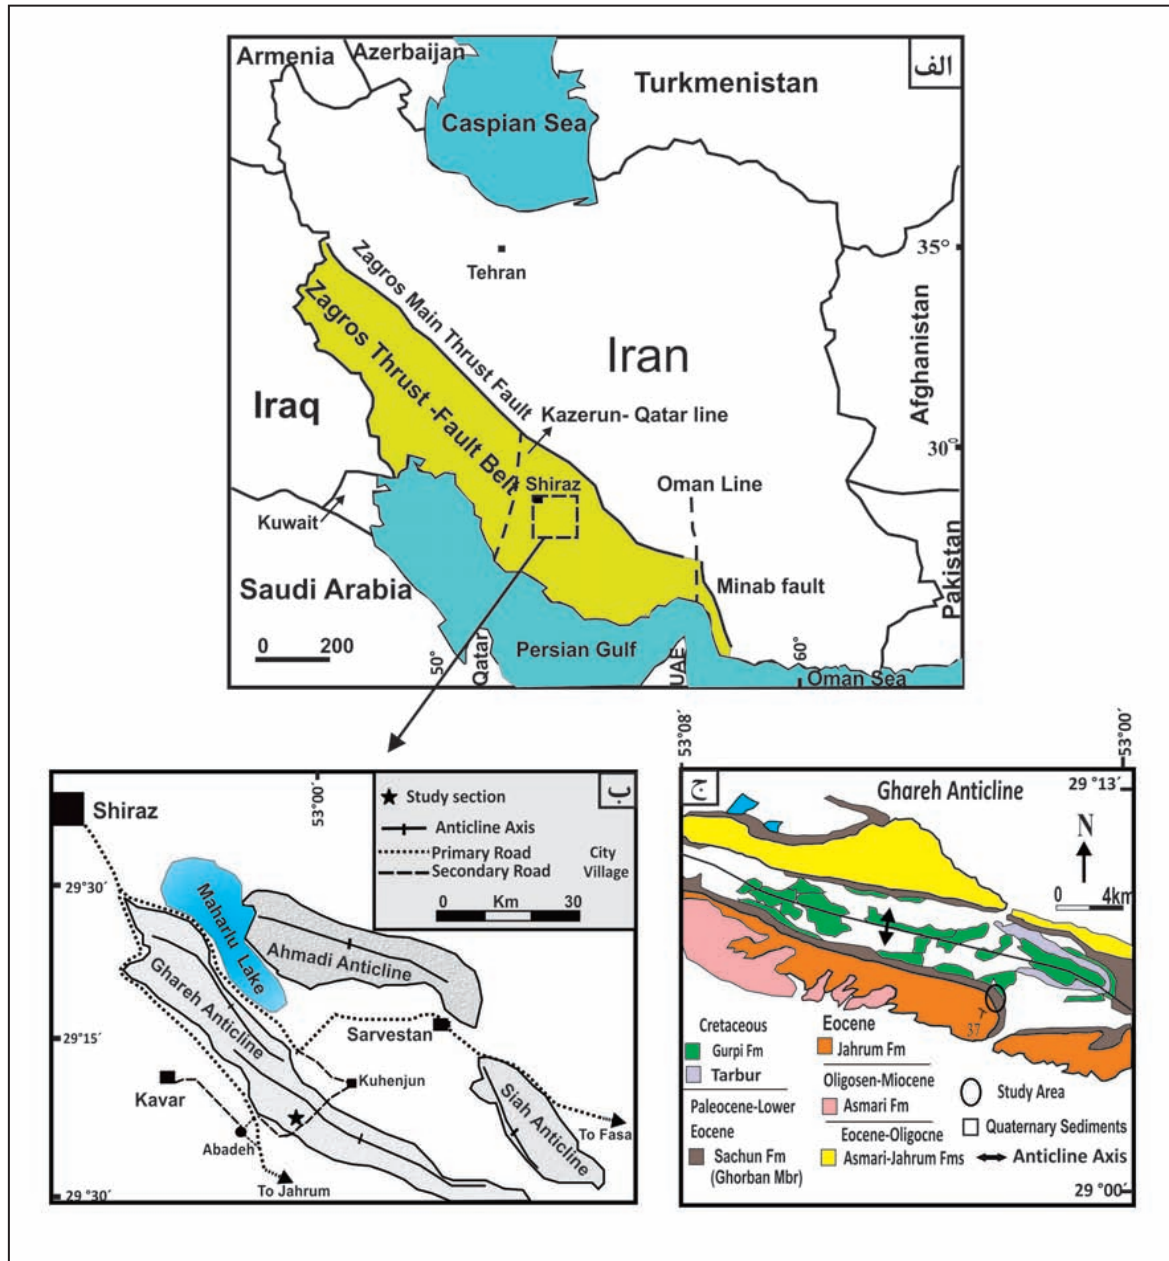 الف
Armenia
Azerbaijan
Caspian Sea
Turkmenistan
Tehran
35°
Zagros Main Thrust Fault
Zagros Thrust -Fault Belt
Iran
Afghanistan
Iraq
Kazerun- Qatar line
30°
Shiraz
Oman Line
Kuwait
Pakistan
Saudi Arabia
Minab fault
0 200
50°
Qatar
Persian Gulf
UAE
60°
Oman Sea
53°00´
Shiraz
ب
Study section
Anticline Axis
Primary Road
City
Secondary Road
Village
0 Km 30
29°30´
Maharlu Lake
Ahmadi Anticline
Ghareh Anticline
Sarvestan
29°15´
Kuhenjun
Kavar
Siah Anticline
Abadeh
To Fasa
To Jahrum
29°30´
53°08´
53°00´
ج
Ghareh Anticline
29°13´
N
0 4km
37
Cretaceous
Gurpi Fm
Tarbur
Paleocene-Lower
Eocene
Sachun Fm
(Ghorban Mbr)
Eocene
Jahrum Fm
Oligosen-Miocene
Asmari Fm
Eocene-Oligocne
Asmari-Jahrum Fms
Study Area
Quaternary Sediments
Anticline Axis
29°00´